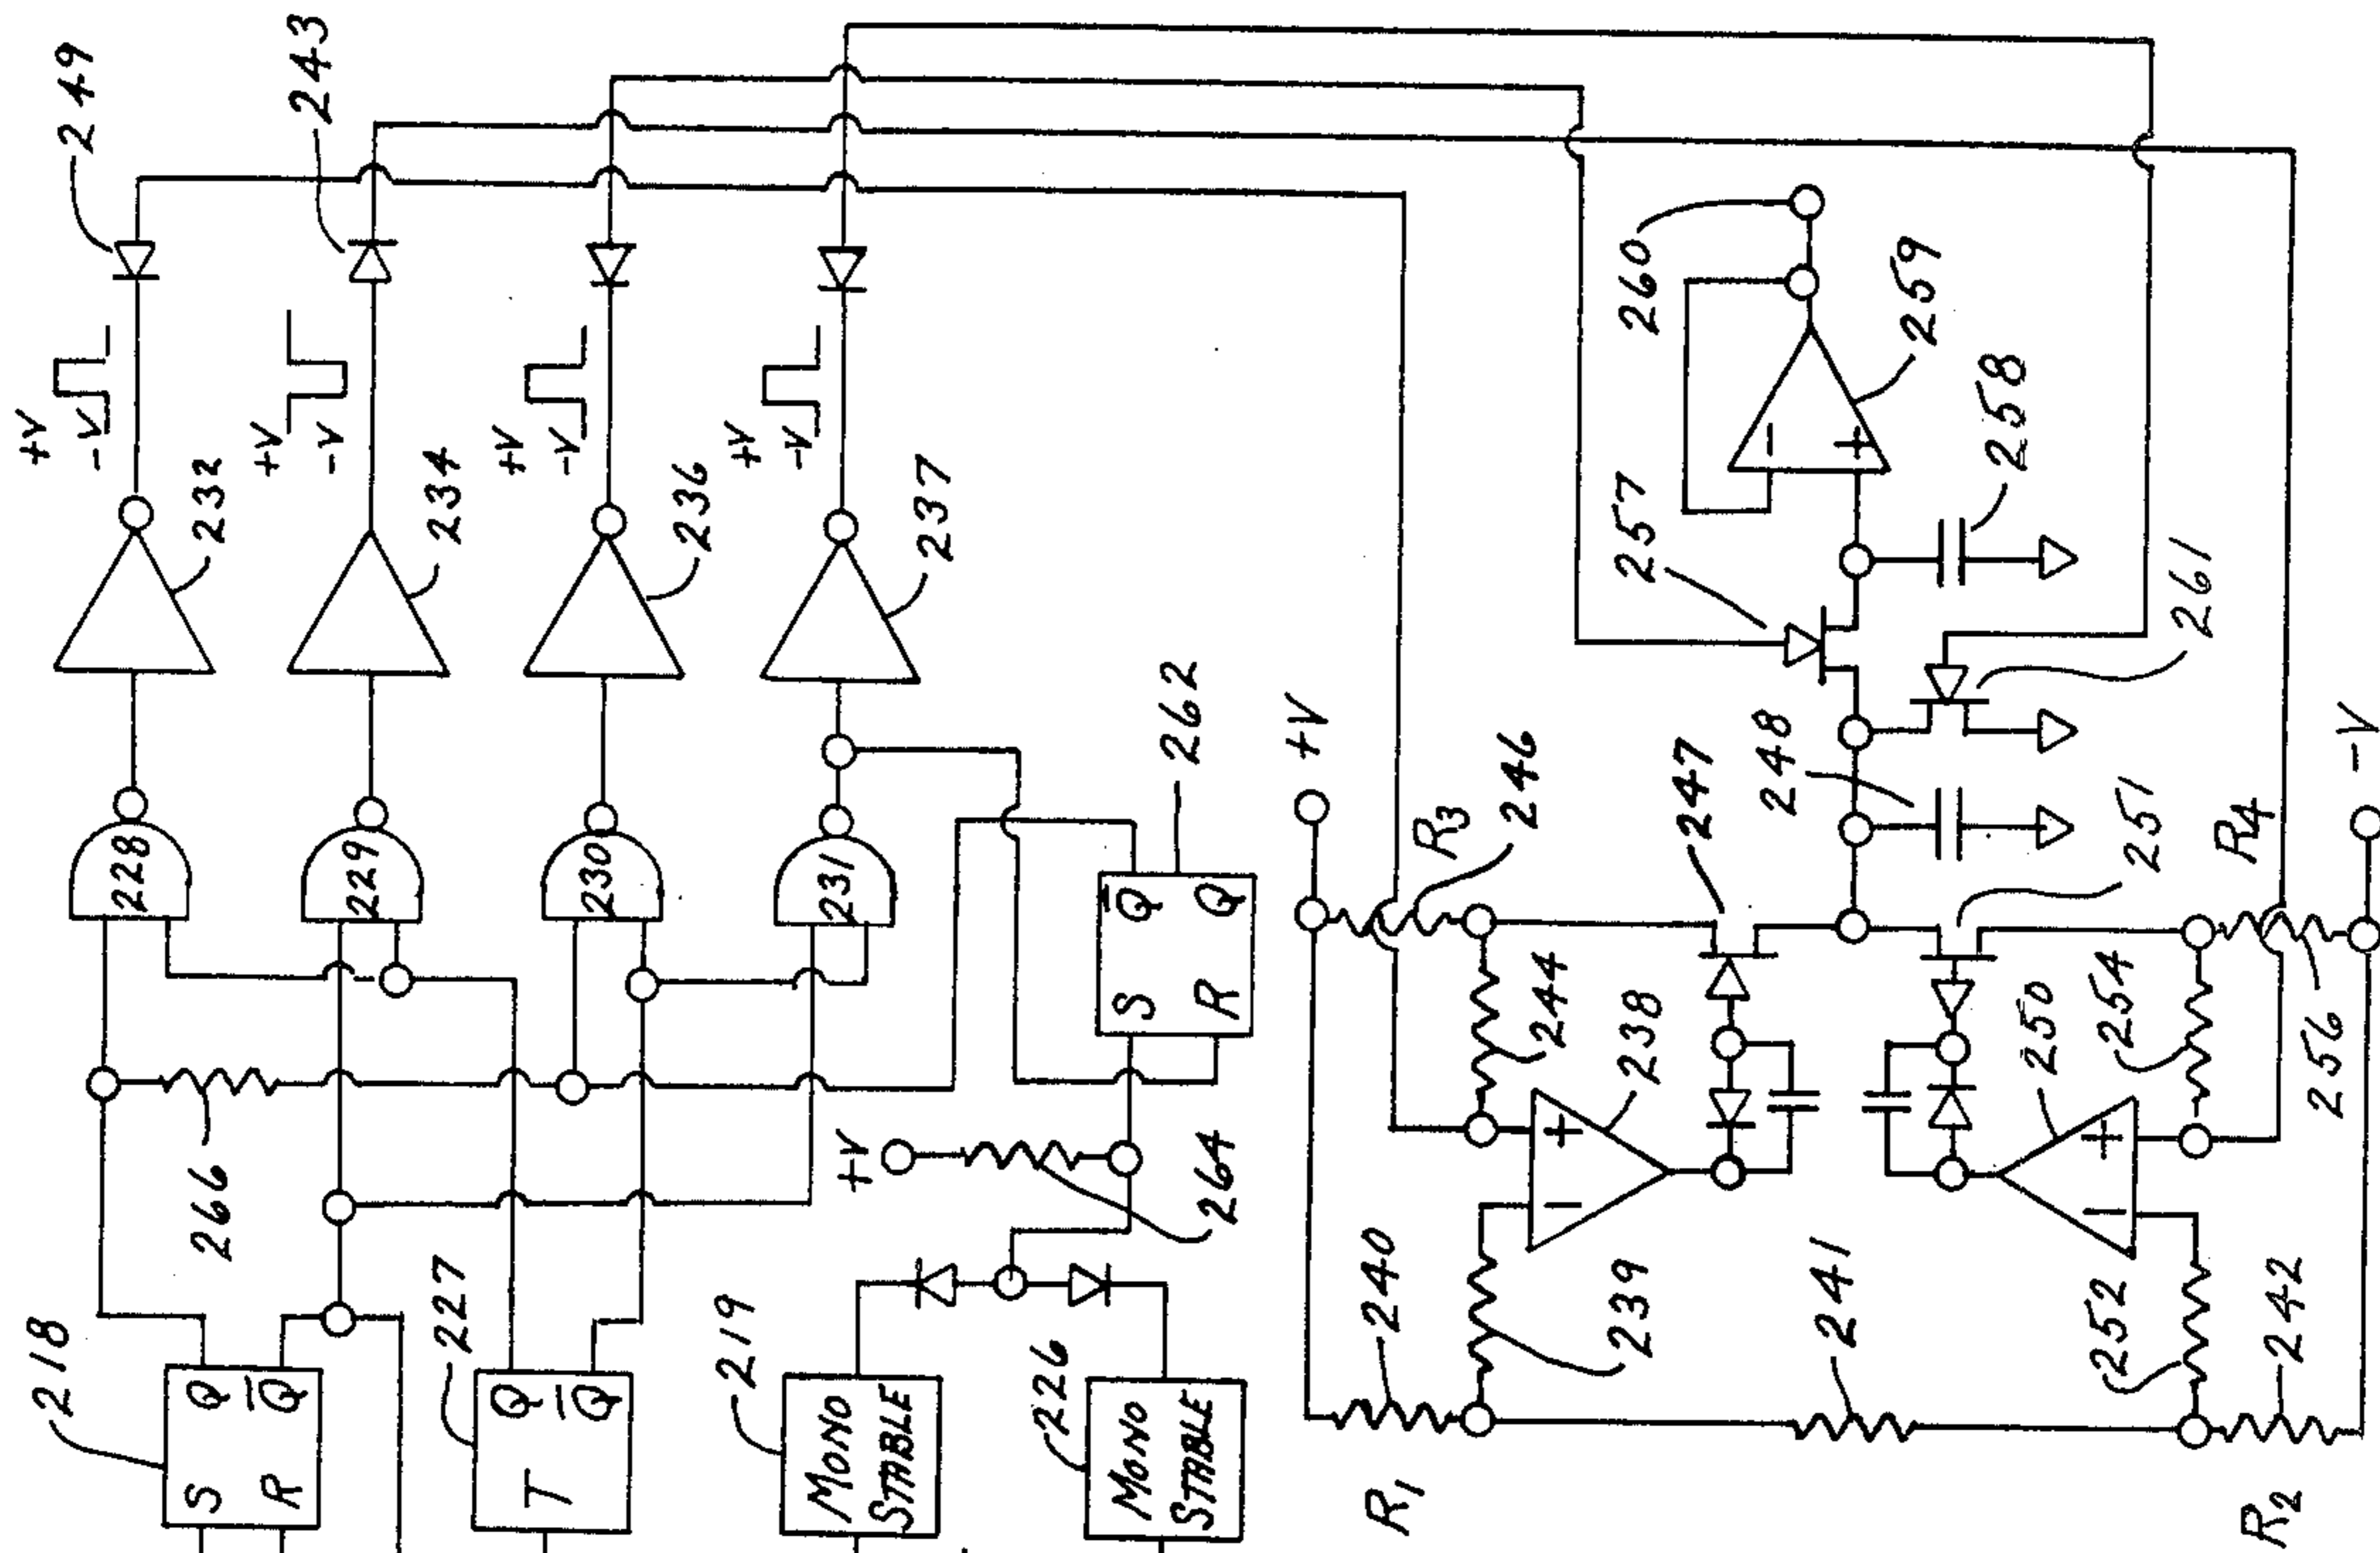 249
243
+V
-V
+V
-V
+V
-V
+V
-V
232
234
236
237
228
229
230
231
260
259
258
257
261
262
Q̅
Q
S
R
+V
R3
246
247
248
251
R4
-V
266
+V
264
244
238
250
254
256
+
-
+
-
+
-
218
S
R
Q
Q̅
227
T
Q
Q̅
219
MONO
STABLE
226
MONO
STABLE
240
239
241
252
242
R1
R2